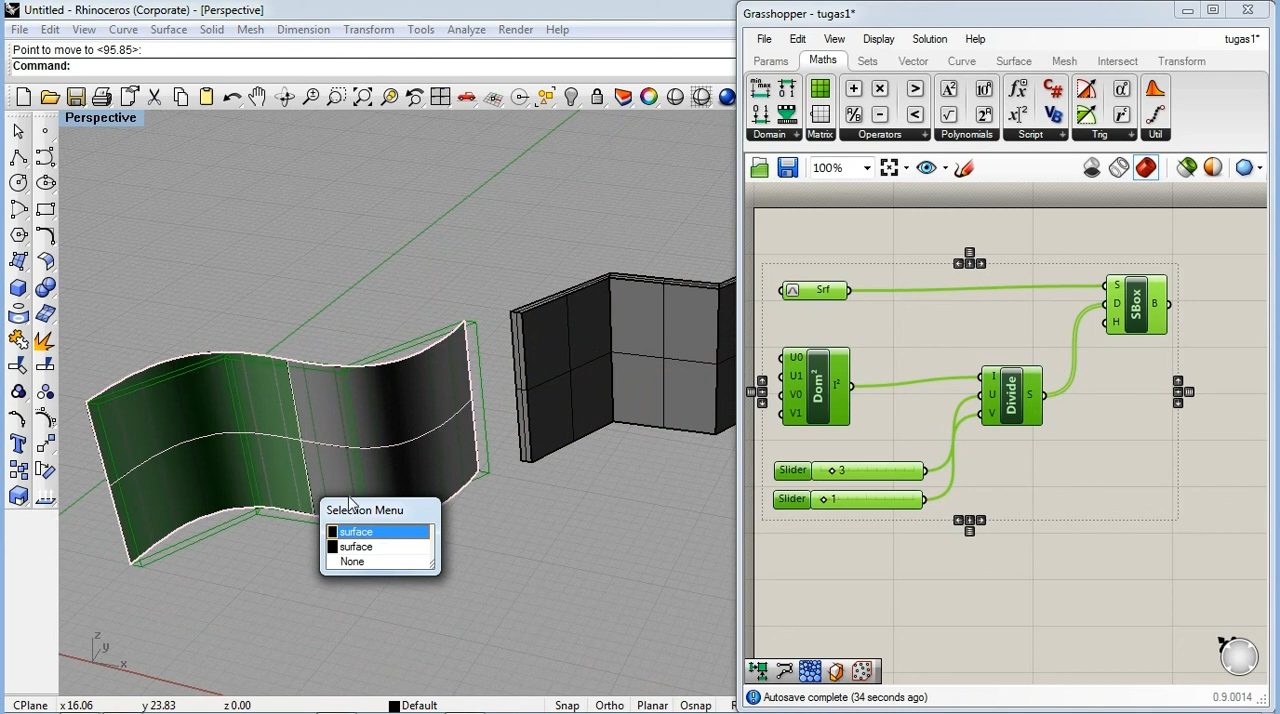 Untitled - Rhinoceros (Corporate) - [Perspective]
File Edit View Curve Surface Solid Mesh Dimension Transform Tools Analyze Render Help
Point to move to <95.85>:
Command:
Perspective
Selection Menu
surface
surface
None
z
y
x
CPlane x 16.06 y 23.83 z 0.00 Default Snap Ortho Planar Osnap
Grasshopper - tugas1*
File Edit View Display Solution Help tugas1*
Params Maths Sets Vector Curve Surface Mesh Intersect Transform
Domain Matrix Operators Polynomials Script Trig Util
100%
Srf
S
D
H
SBox
B
U0
U1
V0
V1
Dom²
I²
I
U
V
Divide
S
Slider 3
Slider 1
Autosave complete (34 seconds ago) 0.9.0014